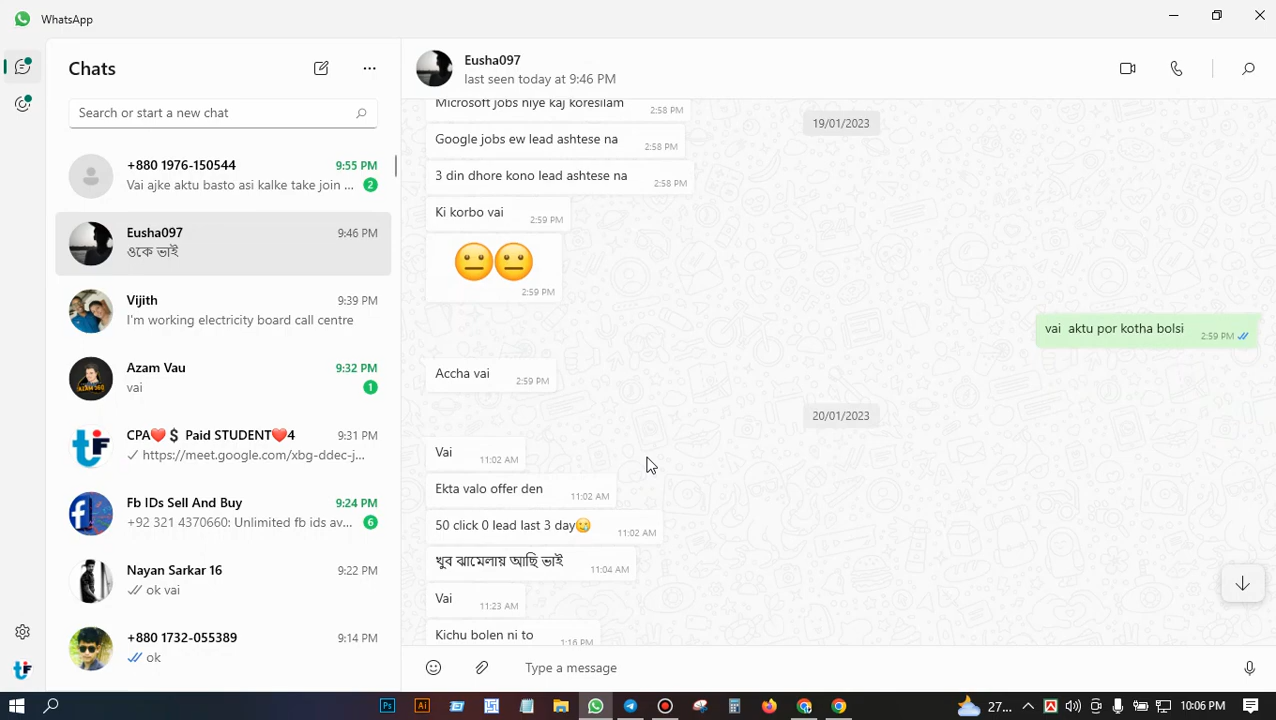 WhatsApp
Chats
Search or start a new chat
+880 1976-150544
9:55 PM
Vai ajke aktu basto asi kalke take join ...
2
Eusha097
9:46 PM
ওকে ভাই
Vijith
9:39 PM
I'm working electricity board call centre
Azam Vau
9:32 PM
vai
1
CPA❤️💲 Paid STUDENT❤️4
9:31 PM
https://meet.google.com/xbg-ddec-j...
Fb IDs Sell And Buy
9:24 PM
+92 321 4370660: Unlimited fb ids av...
6
Nayan Sarkar 16
9:22 PM
ok vai
+880 1732-055389
9:14 PM
ok
Eusha097
last seen today at 9:46 PM
Microsoft jobs niye kaj koresilam
2:58 PM
19/01/2023
Google jobs ew lead ashtese na
2:58 PM
3 din dhore kono lead ashtese na
2:58 PM
Ki korbo vai
2:59 PM
😐😐
2:59 PM
vai aktu por kotha bolsi
2:59 PM
Accha vai
2:59 PM
20/01/2023
Vai
11:02 AM
Ekta valo offer den
11:02 AM
50 click 0 lead last 3 day🥲
11:02 AM
খুব ঝামেলায় আছি ভাই
11:04 AM
Vai
11:23 AM
Kichu bolen ni to
1:16 PM
Type a message
27...
10:06 PM